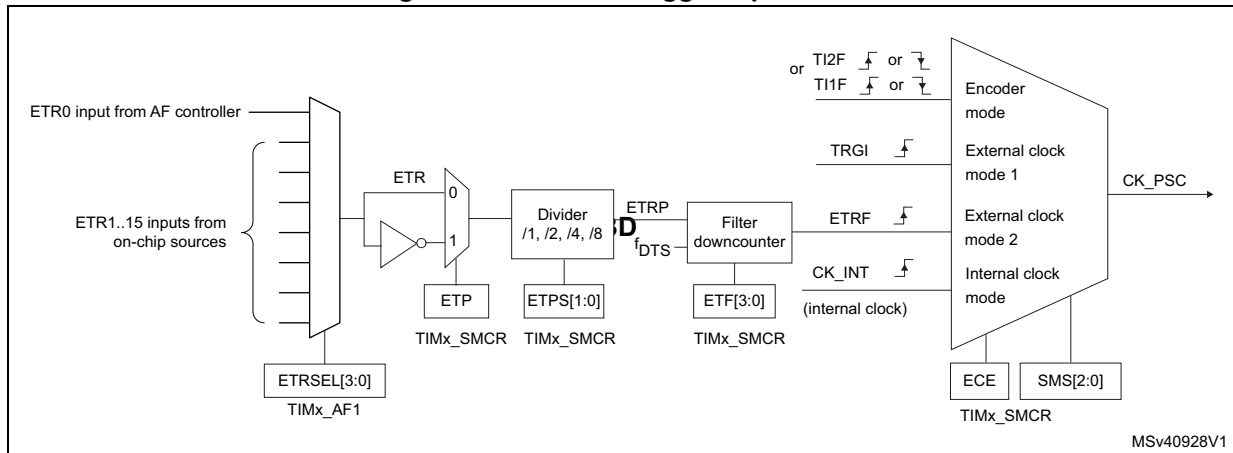 or TI2F or
TI1F or
Encoder
mode
ETR0 input from AF controller
TRGI
External clock
mode 1
CK_PSC
ETR
0
1
ETR1..15 inputs from
on-chip sources
Divider
/1, /2, /4, /8
ETRP
fDTS
Filter
downcounter
ETRF
External clock
mode 2
CK_INT
(internal clock)
Internal clock
mode
ETP
TIMx_SMCR
ETPS[1:0]
TIMx_SMCR
ETF[3:0]
TIMx_SMCR
ETRSEL[3:0]
TIMx_AF1
ECE
SMS[2:0]
TIMx_SMCR
MSv40928V1